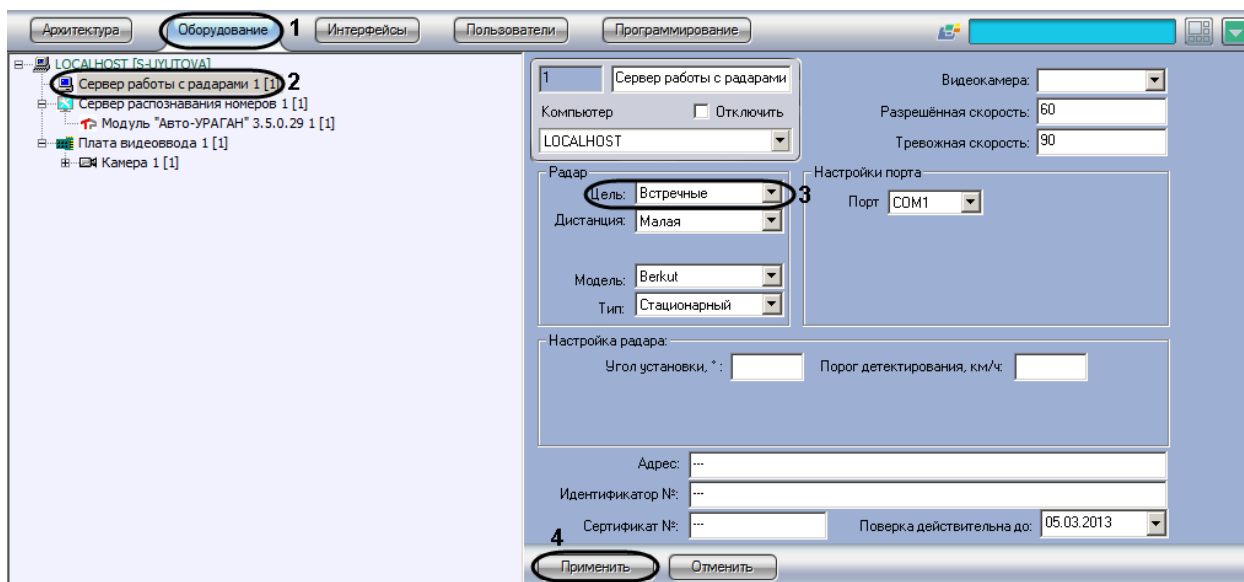 Архитектура Оборудование 1 Интерфейсы Пользователи Программирование
LOCALHOST [S-UYUTOVA]
Сервер работы с радарами 1 [1] 2
Сервер распознавания номеров 1 [1]
Модуль "Авто-УРАГАН" 3.5.0.29 1 [1]
Плата видеоввода 1 [1]
Камера 1 [1]
1 Сервер работы с радарами
Компьютер Отключить
LOCALHOST
Видеокамера:
Разрешённая скорость: 60
Тревожная скорость: 90
Радар
Цель: Встречные 3
Дистанция: Малая
Модель: Berkut
Тип: Стационарный
Настройки порта
Порт COM1
Настройка радара:
Угол установки, ° : Порог детектирования, км/ч:
Адрес: ---
Идентификатор №: ---
Сертификат №: --- Поверка действительна до: 05.03.2013
4
Применить Отменить